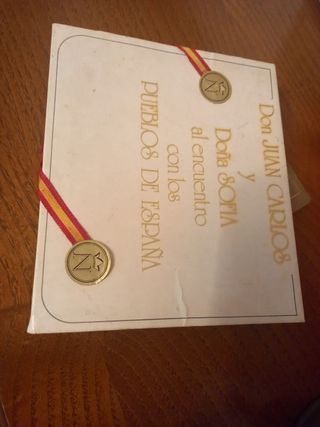 Don JUAN CARLOS
y
Doña SOFIA
al encuentro
con los
PUEBLOS DE ESPAÑA
N
N